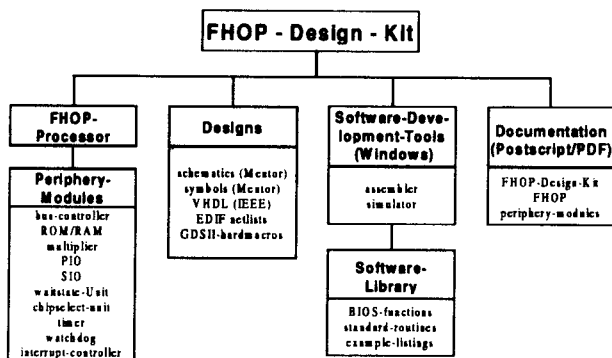 FHOP - Design - Kit
FHOP-
Processor
Periphery-
Modules
bus-controller
ROM/RAM
multiplier
PIO
SIO
waitstate-Unit
chipselect-unit
timer
watchdog
interrupt-controller
Designs
schematics (Mentor)
symbols (Mentor)
VHDL (IEEE)
EDIF netlists
GDSII-hardmacros
Software-Deve-
lopment-Tools
(Windows)
assembler
simulator
Software-
Library
BIOS-functions
standard-routines
example-listings
Documentation
(Postscript/PDF)
FHOP-Design-Kit
FHOP
periphery-modules